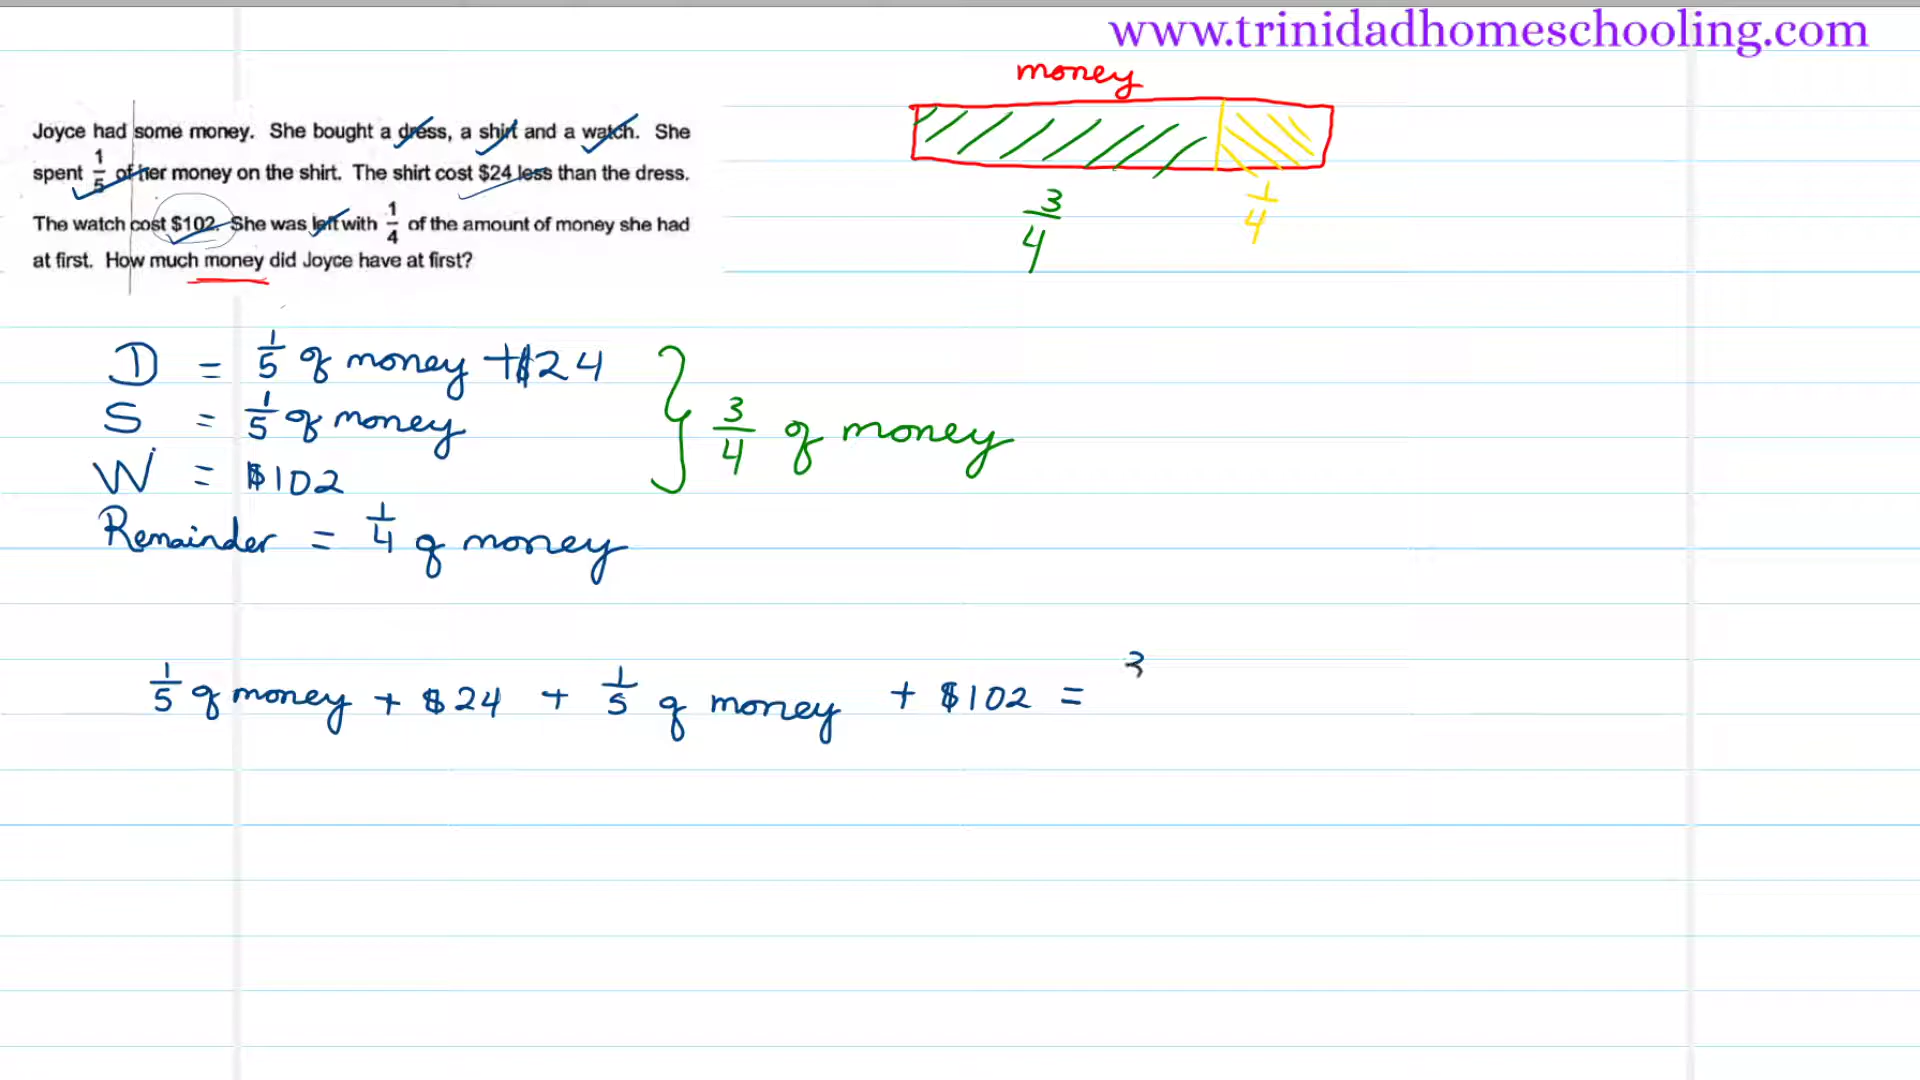 www.trinidadhomeschooling.com
money
Joyce had some money. She bought a dress, a shirt and a watch. She
spent 1/5 of her money on the shirt. The shirt cost $24 less than the dress.
The watch cost $102. She was left with 1/4 of the amount of money she had
at first. How much money did Joyce have at first?
3/4
1/4
D = 1/5 of money + $24
S = 1/5 of money
W = $102
} 3/4 of money
Remainder = 1/4 of money
1/5 of money + $24 + 1/5 of money + $102 = 3